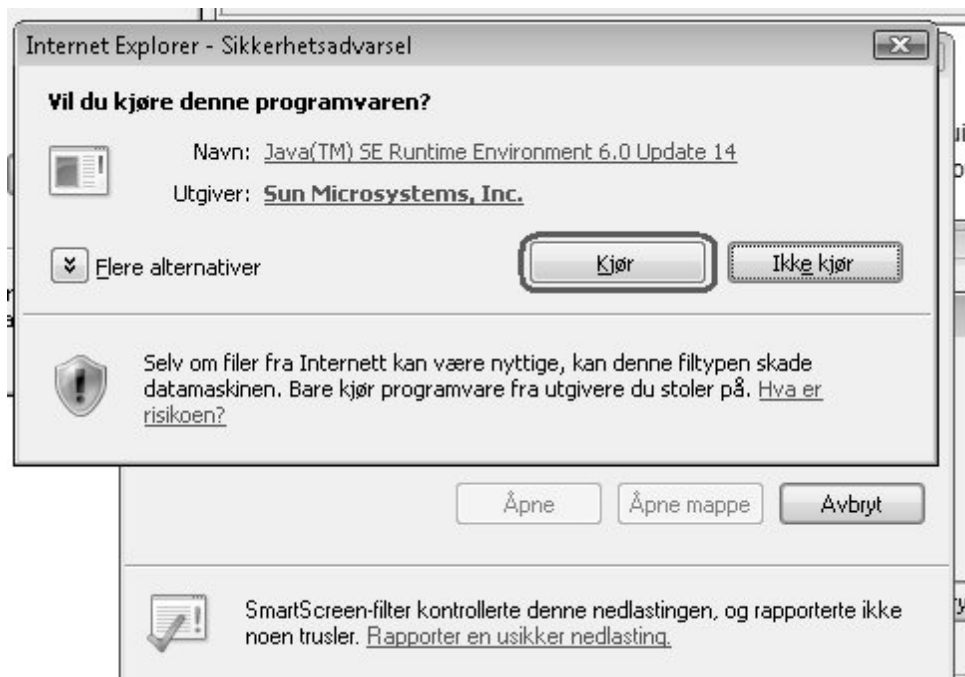 Internet Explorer - Sikkerhetsadvarsel
Vil du kjøre denne programvaren?
Navn: Java(TM) SE Runtime Environment 6.0 Update 14
Utgiver: Sun Microsystems, Inc.
Flere alternativer
Kjør
Ikke kjør
Selv om filer fra Internett kan være nyttige, kan denne filtypen skade
datamaskinen. Bare kjør programvare fra utgivere du stoler på. Hva er
risikoen?
Åpne
Åpne mappe
Avbryt
SmartScreen-filter kontrollerte denne nedlastingen, og rapporterte ikke
noen trusler. Rapporter en usikker nedlasting.